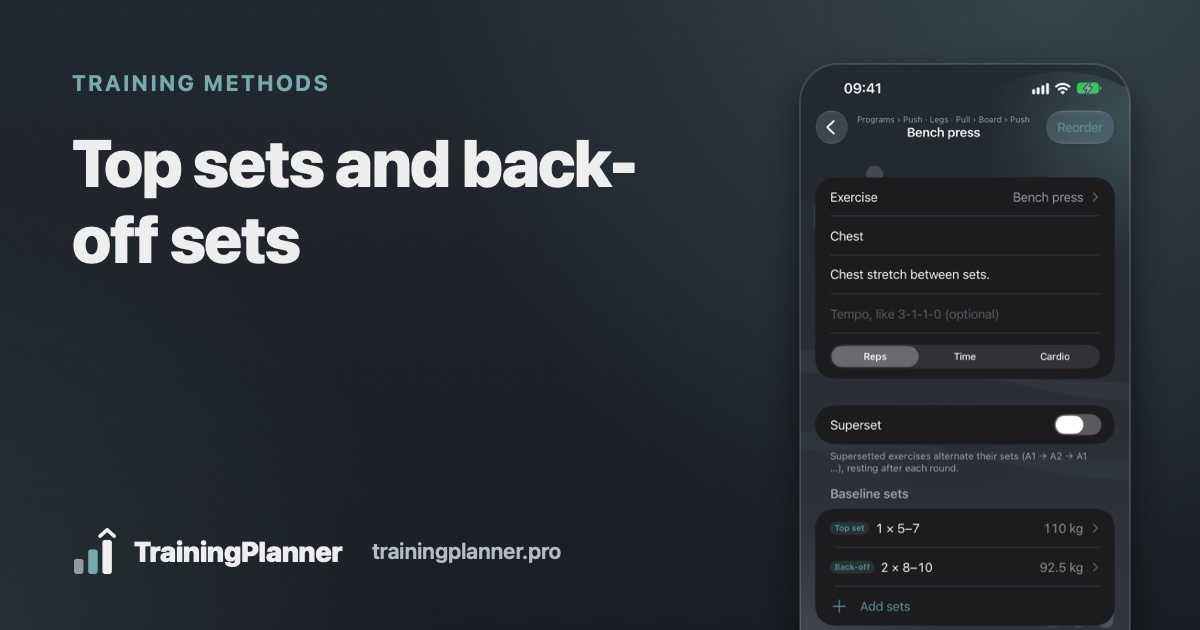 TRAINING METHODS
Top sets and back-
off sets
TrainingPlanner
trainingplanner.pro
09:41
Programs › Push · Legs · Pull › Board › Push
Bench press
Reorder
Exercise
Bench press
Chest
Chest stretch between sets.
Tempo, like 3-1-1-0 (optional)
Reps
Time
Cardio
Superset
Supersetted exercises alternate their sets (A1 → A2 → A1
...), resting after each round.
Baseline sets
Top set 1 × 5–7 110 kg
Back-off 2 × 8–10 92.5 kg
+ Add sets